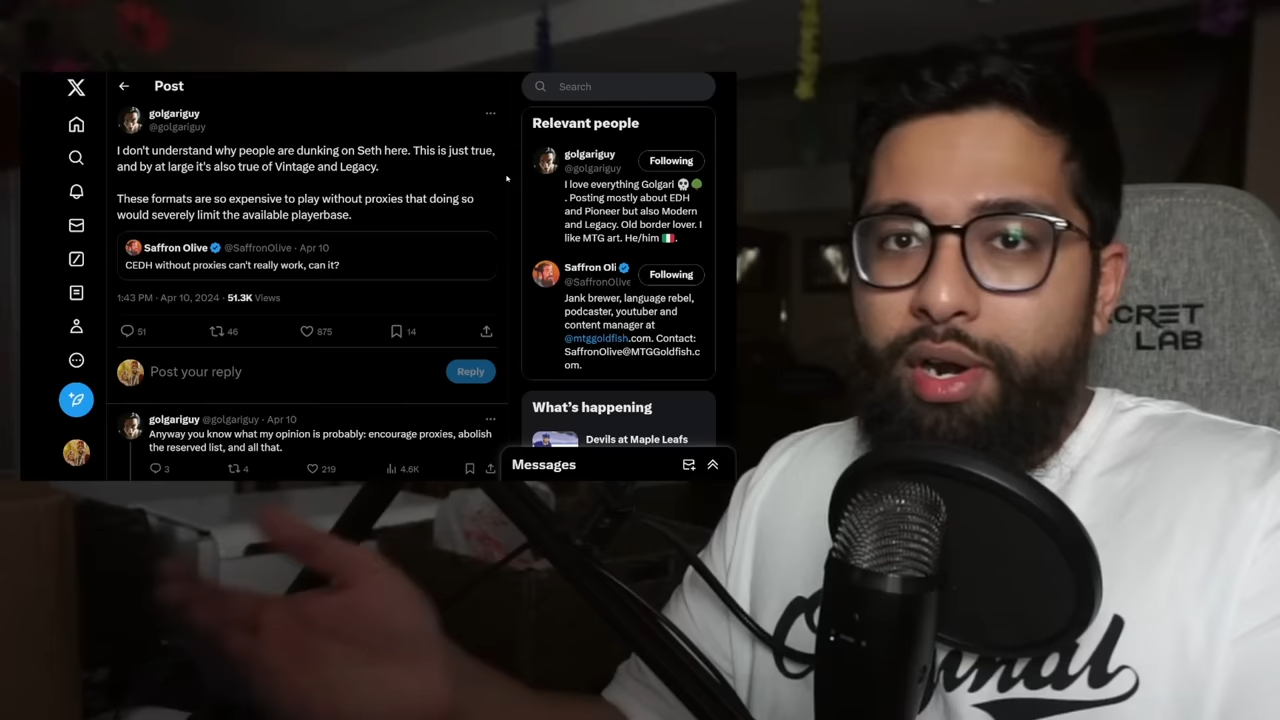 Post
Search
golgariguy
@golgariguy
I don't understand why people are dunking on Seth here. This is just true,
and by at large it's also true of Vintage and Legacy.
These formats are so expensive to play without proxies that doing so
would severely limit the available playerbase.
Saffron Olive @SaffronOlive · Apr 10
CEDH without proxies can't really work, can it?
1:43 PM · Apr 10, 2024 · 51.3K Views
51 46 875 14
Post your reply
Reply
golgariguy @golgariguy · Apr 10
Anyway you know what my opinion is probably: encourage proxies, abolish
the reserved list, and all that.
3 4 219 4.6K
Relevant people
golgariguy
@golgariguy
Following
I love everything Golgari 💀🌳
. Posting mostly about EDH
and Pioneer but also Modern
and Legacy. Old border lover. I
like MTG art. He/him 🇮🇹.
Saffron Oli
@SaffronOlive
Following
Jank brewer, language rebel,
podcaster, youtuber and
content manager at
@mtggoldfish.com. Contact:
SaffronOlive@MTGGoldfish.c
om.
What's happening
Devils at Maple Leafs
Messages
CRET
LAB
Original